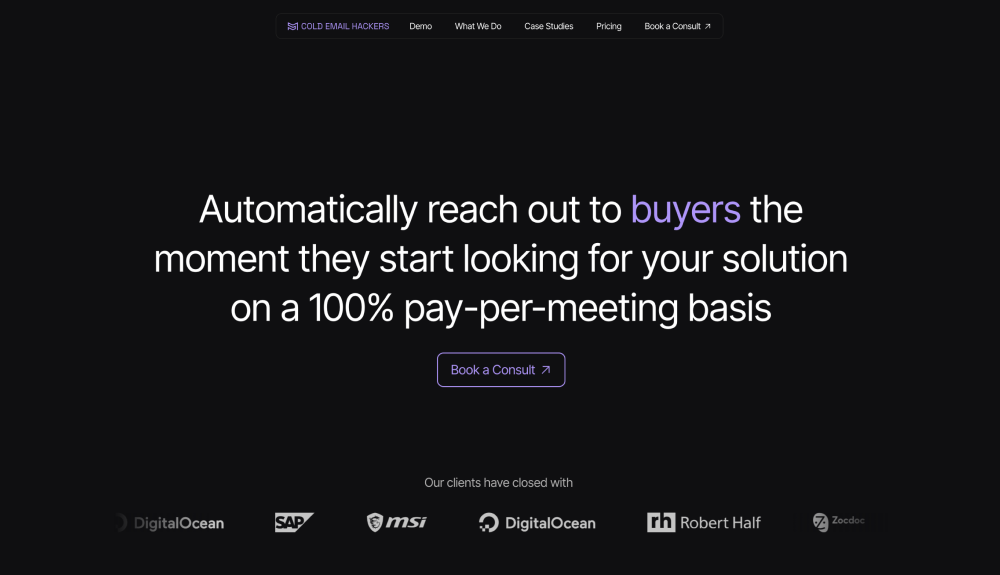 COLD EMAIL HACKERS Demo What We Do Case Studies Pricing Book a Consult
Automatically reach out to buyers the
moment they start looking for your solution
on a 100% pay-per-meeting basis
Book a Consult
Our clients have closed with
DigitalOcean SAP msi DigitalOcean rh Robert Half Zocdoc